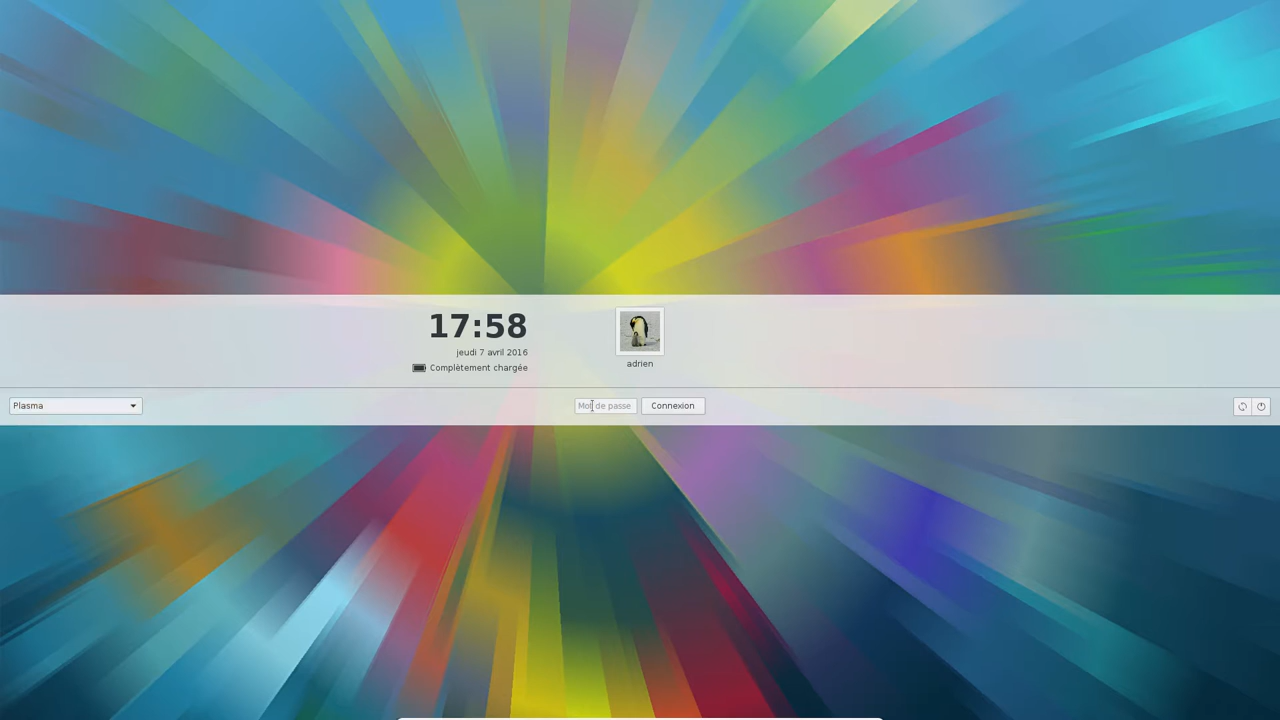 17:58
jeudi 7 avril 2016
Complètement chargée
adrien
Plasma
Mot de passe
Connexion